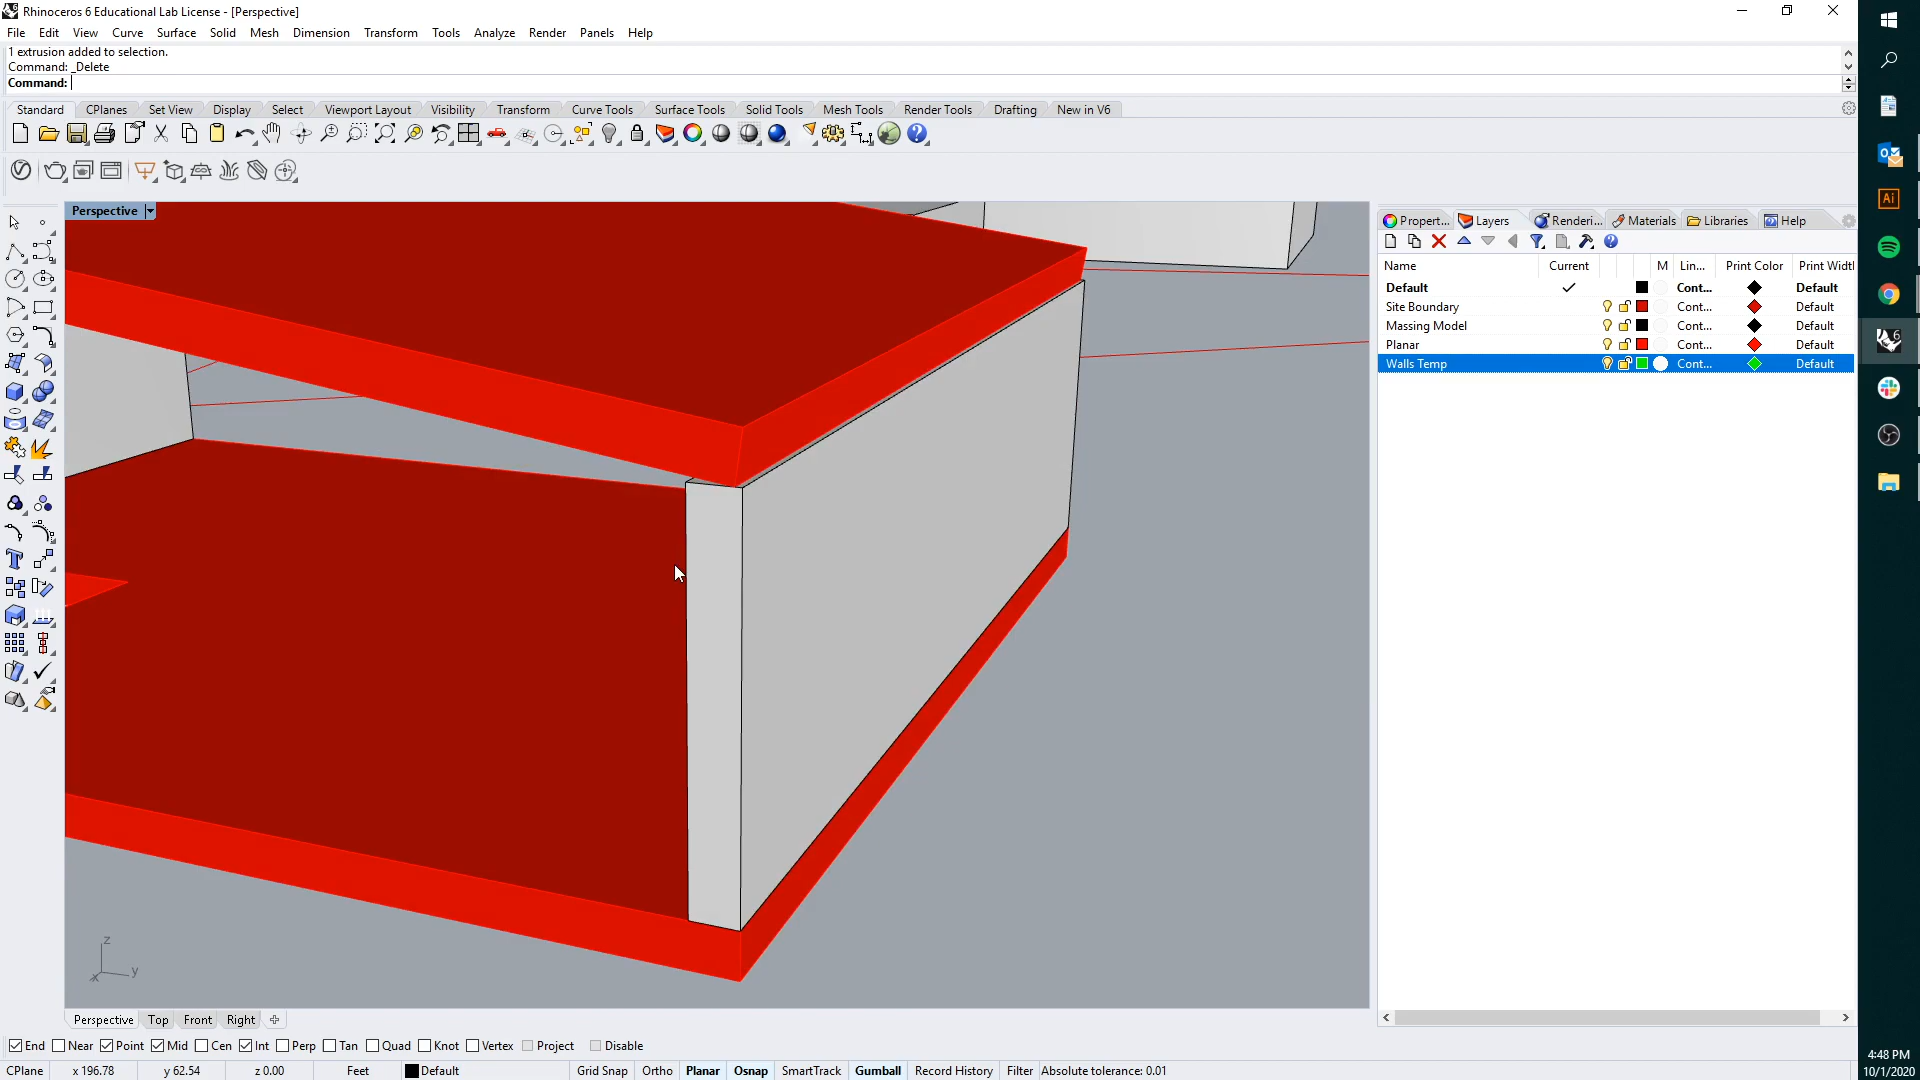 Rhinoceros 6 Educational Lab License - [Perspective]
File Edit View Curve Surface Solid Mesh Dimension Transform Tools Analyze Render Panels Help
1 extrusion added to selection.
Command: _Delete
Command:
Standard CPlanes Set View Display Select Viewport Layout Visibility Transform Curve Tools Surface Tools Solid Tools Mesh Tools Render Tools Drafting New in V6
Perspective
Propert... Layers Renderi... Materials Libraries Help
Name Current M Lin... Print Color Print Widt
Default Cont... Default
Site Boundary Cont... Default
Massing Model Cont... Default
Planar Cont... Default
Walls Temp Cont... Default
z
y
x
Perspective Top Front Right
End Near Point Mid Cen Int Perp Tan Quad Knot Vertex Project Disable
CPlane x 196.78 y 62.54 z 0.00 Feet Default Grid Snap Ortho Planar Osnap SmartTrack Gumball Record History Filter Absolute tolerance: 0.01
Ai
4:48 PM
10/1/2020